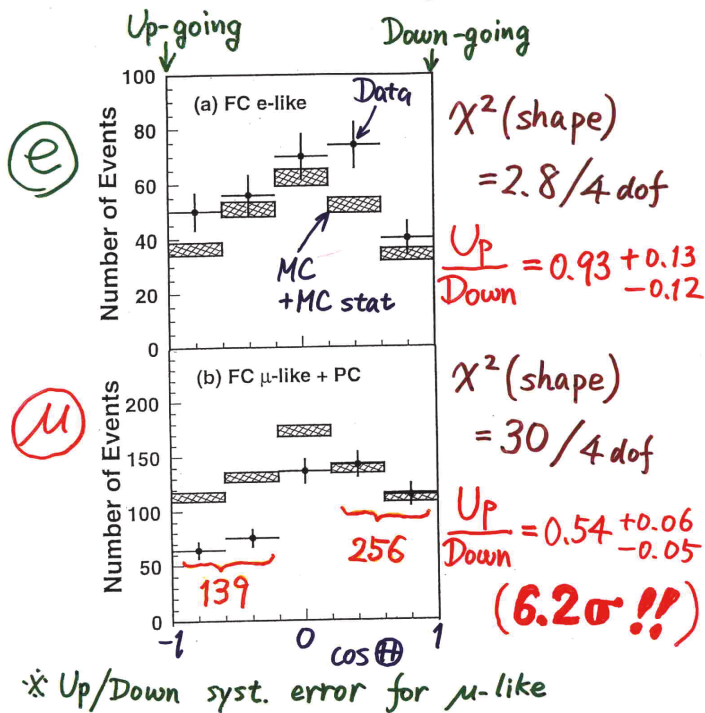 Up-going
Down-going
100
80
60
40
20
0
Number of Events
(a) FC e-like
Data
MC
+MC stat
e
χ² (shape)
= 2.8/4 dof
Up/Down = 0.93 +0.13 -0.12
200
150
100
50
0
Number of Events
(b) FC μ-like + PC
139
256
μ
χ² (shape)
= 30/4 dof
Up/Down = 0.54 +0.06 -0.05
(6.2σ!!)
-1 0 1
cos Θ
※ Up/Down syst. error for μ-like